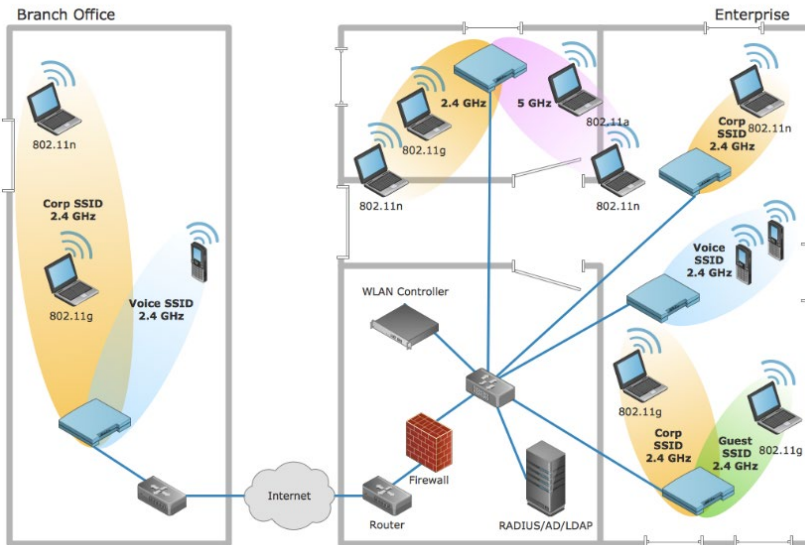 Branch Office
Enterprise
802.11n
Corp SSID
2.4 GHz
802.11g
Voice SSID
2.4 GHz
2.4 GHz
5 GHz
802.11g
802.11n
802.11a
802.11n
Corp
SSID
2.4 GHz
802.11n
Voice
SSID
2.4 GHz
WLAN Controller
802.11g
Corp
SSID
2.4 GHz
Guest
SSID
2.4 GHz
802.11g
Internet
Firewall
Router
RADIUS/AD/LDAP